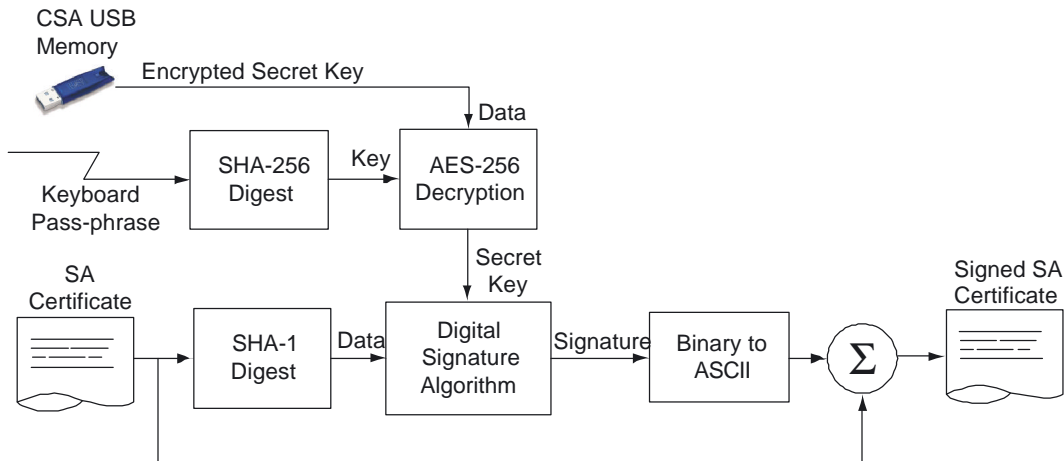 CSA USB
Memory
Encrypted Secret Key
Data
SHA-256
Digest
Key
AES-256
Decryption
Keyboard
Pass-phrase
Secret
Key
SA
Certificate
SHA-1
Digest
Data
Digital
Signature
Algorithm
Signature
Binary to
ASCII
Σ
Signed SA
Certificate